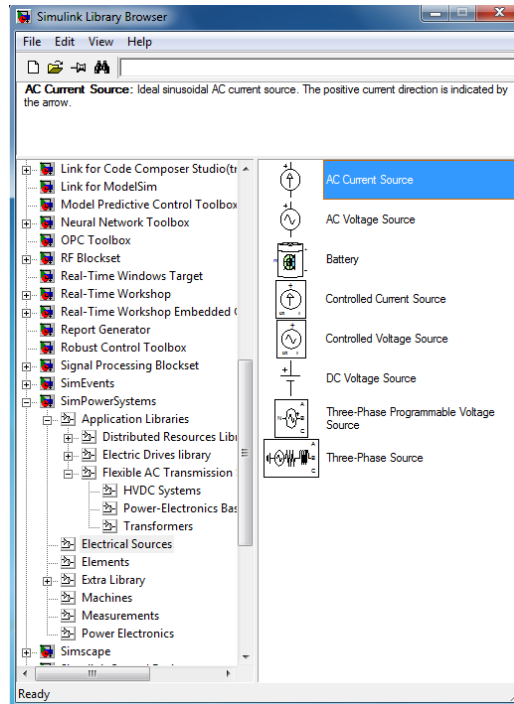 Simulink Library Browser
File Edit View Help
AC Current Source: Ideal sinusoidal AC current source. The positive current direction is indicated by
the arrow.
Link for Code Composer Studio(tr
Link for ModelSim
Model Predictive Control Toolbox
Neural Network Toolbox
OPC Toolbox
RF Blockset
Real-Time Windows Target
Real-Time Workshop
Real-Time Workshop Embedded C
Report Generator
Robust Control Toolbox
Signal Processing Blockset
SimEvents
SimPowerSystems
Application Libraries
Distributed Resources Libr
Electric Drives library
Flexible AC Transmission
HVDC Systems
Power-Electronics Bas
Transformers
Electrical Sources
Elements
Extra Library
Machines
Measurements
Power Electronics
Simscape
AC Current Source
AC Voltage Source
Battery
Controlled Current Source
Controlled Voltage Source
DC Voltage Source
Three-Phase Programmable Voltage
Source
Three-Phase Source
Ready